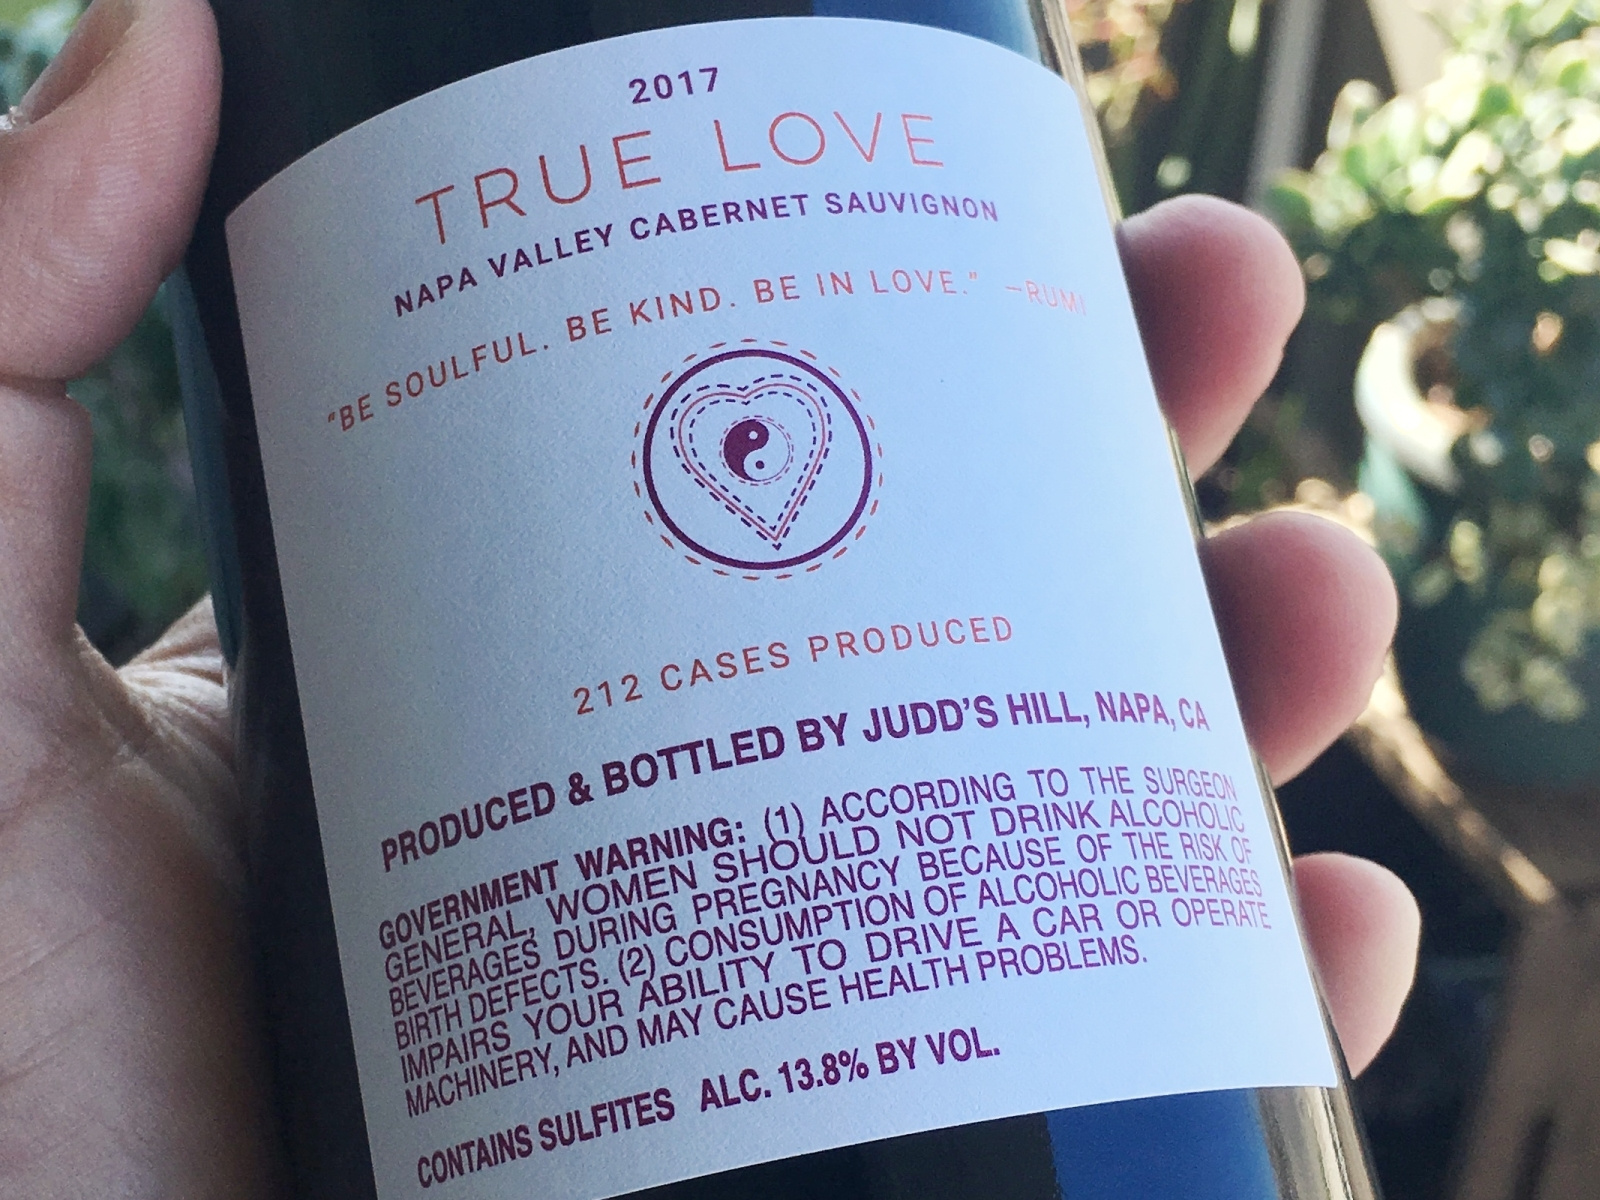 2017
TRUE LOVE
NAPA VALLEY CABERNET SAUVIGNON
"BE SOULFUL. BE KIND. BE IN LOVE." —RUMI
212 CASES PRODUCED
PRODUCED & BOTTLED BY JUDD'S HILL, NAPA, CA
GOVERNMENT WARNING: (1) ACCORDING TO THE SURGEON
GENERAL, WOMEN SHOULD NOT DRINK ALCOHOLIC
BEVERAGES DURING PREGNANCY BECAUSE OF THE RISK OF
BIRTH DEFECTS. (2) CONSUMPTION OF ALCOHOLIC BEVERAGES
IMPAIRS YOUR ABILITY TO DRIVE A CAR OR OPERATE
MACHINERY, AND MAY CAUSE HEALTH PROBLEMS.
CONTAINS SULFITES ALC. 13.8% BY VOL.